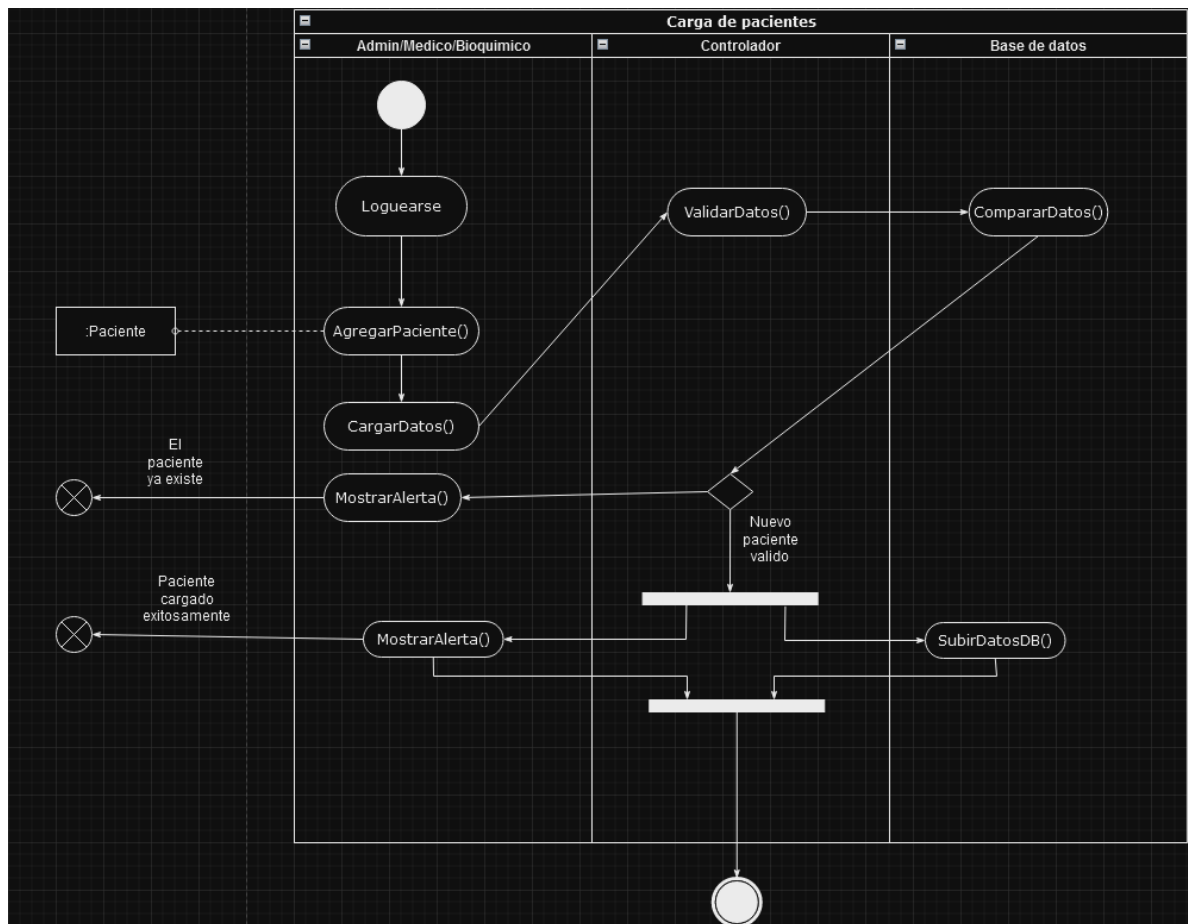 Carga de pacientes
Admin/Medico/Bioquimico
Controlador
Base de datos
Loguearse
ValidarDatos()
CompararDatos()
:Paciente
AgregarPaciente()
CargarDatos()
El
paciente
ya existe
MostrarAlerta()
Nuevo
paciente
valido
Paciente
cargado
exitosamente
MostrarAlerta()
SubirDatosDB()